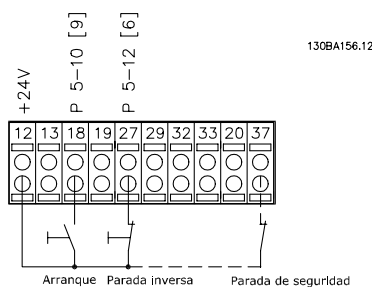 +24V
P 5-10 [9]
P 5-12 [6]
130BA156.12
12 13 18 19 27 29 32 33 20 37
Arranque Parada inversa Parada de seguridad